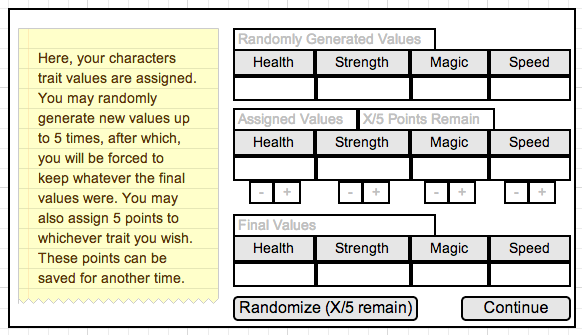 Here, your characters
trait values are assigned.
You may randomly
generate new values up
to 5 times, after which,
you will be forced to
keep whatever the final
values were. You may
also assign 5 points to
whichever trait you wish.
These points can be
saved for another time.
Randomly Generated Values
Health Strength Magic Speed
Assigned Values X/5 Points Remain
Health Strength Magic Speed
- + - + - + - +
Final Values
Health Strength Magic Speed
Randomize (X/5 remain) Continue